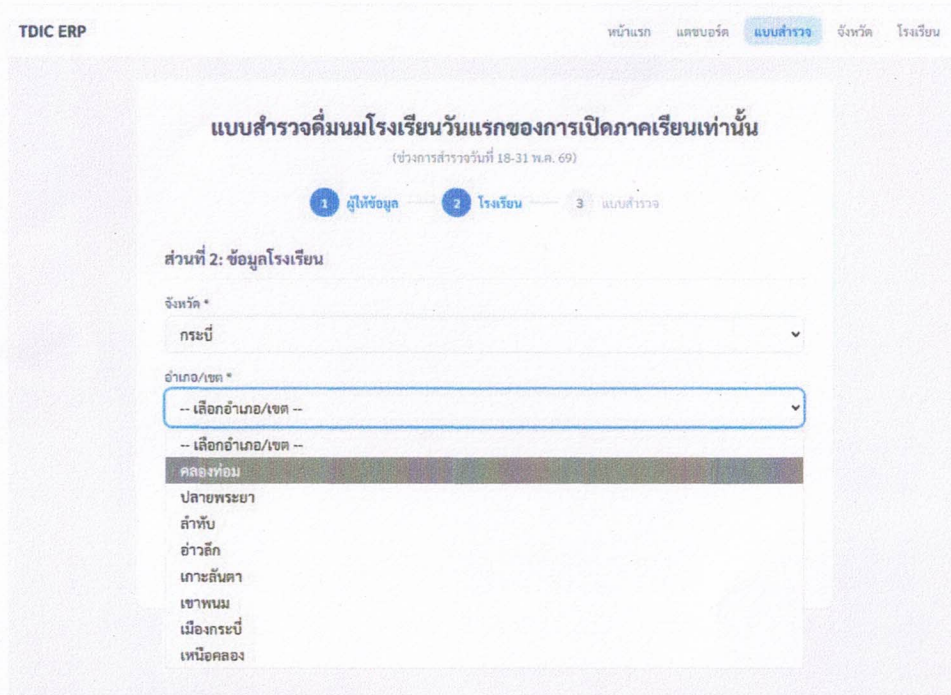 TDIC ERP
หน้าแรก แดชบอร์ด แบบสำรวจ จังหวัด โรงเรียน
แบบสำรวจดื่มนมโรงเรียนวันแรกของการเปิดภาคเรียนเท่านั้น
(ช่วงการสำรวจวันที่ 18-31 พ.ค. 69)
1 ผู้ให้ข้อมูล 2 โรงเรียน 3 แบบสำรวจ
ส่วนที่ 2: ข้อมูลโรงเรียน
จังหวัด *
กระบี่
อำเภอ/เขต *
-- เลือกอำเภอ/เขต --
-- เลือกอำเภอ/เขต --
คลองท่อม
ปลายพระยา
ลำทับ
อ่าวลึก
เกาะลันตา
เขาพนม
เมืองกระบี่
เหนือคลอง